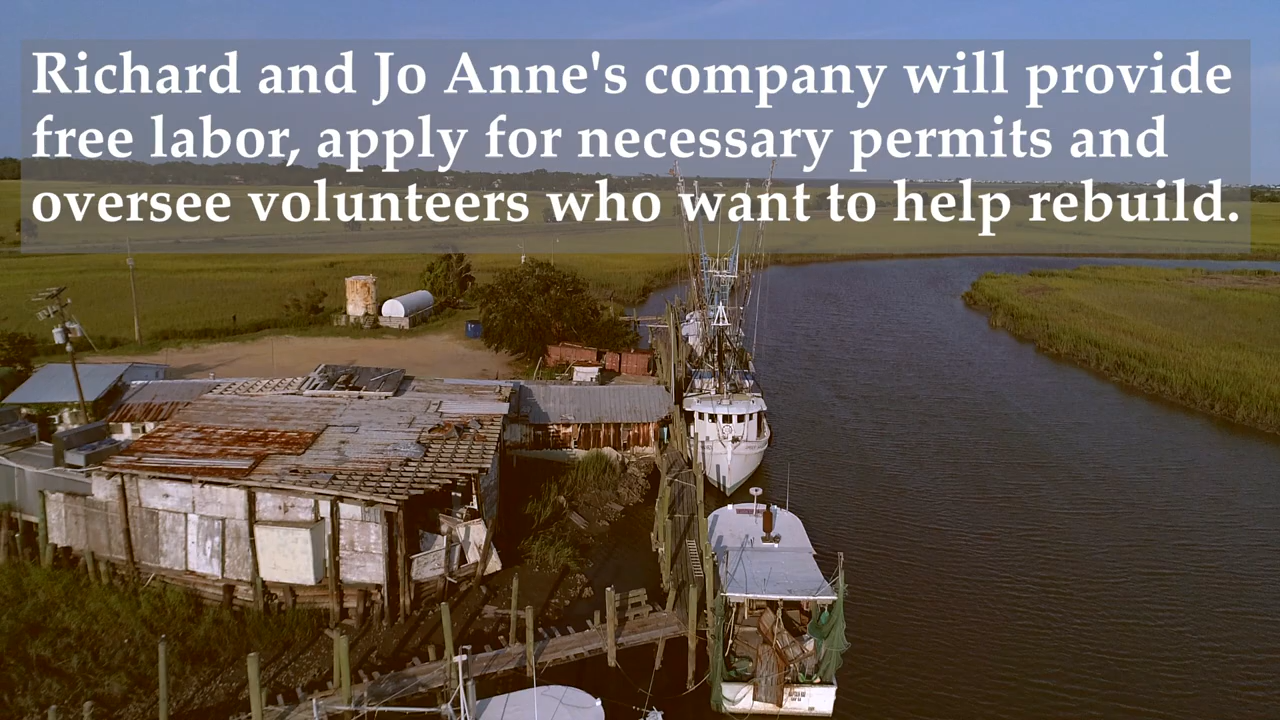 Richard and Jo Anne's company will provide
free labor, apply for necessary permits and
oversee volunteers who want to help rebuild.